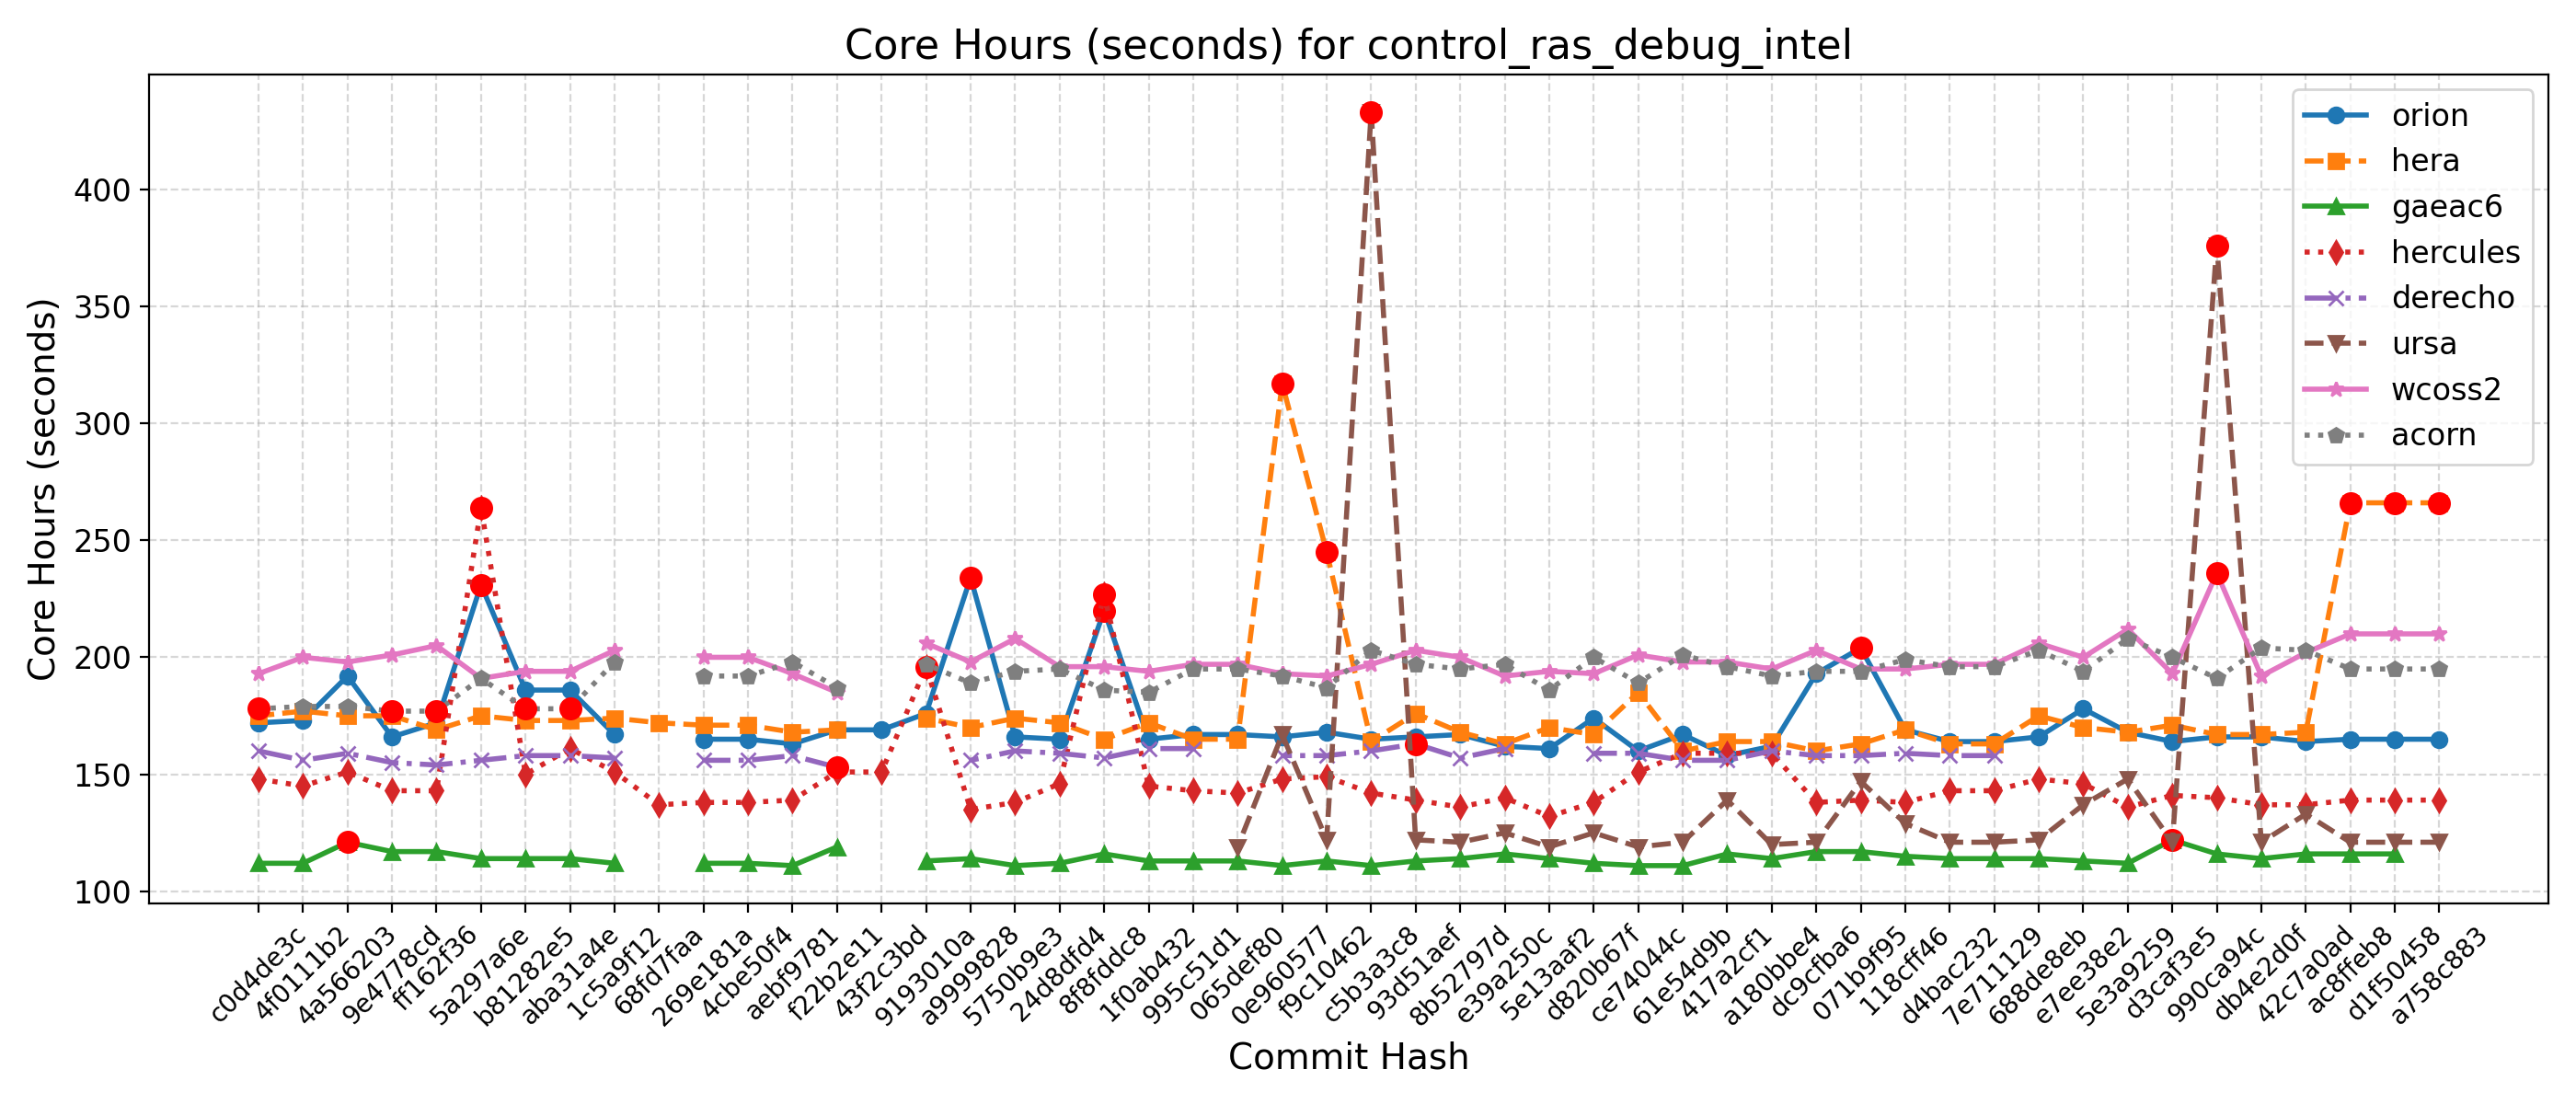 Core Hours (seconds) for control_ras_debug_intel
Core Hours (seconds)
400
350
300
250
200
150
100
orion
hera
gaeac6
hercules
derecho
ursa
wcoss2
acorn
c0d4de3c
4f0111b2
4a566203
9e4778cd
ff162f36
5a297a6e
b81282e5
aba31a4e
1c5a9f12
68fd7faa
269e181a
4cbe50f4
aebf9781
f22b2e11
43f2c3bd
9193010a
a9999828
5750b9e3
24d8dfd4
8f8fddc8
1f0ab432
995c51d1
065def80
0e960577
f9c10462
c5b3a3c8
93d51aef
8b52797d
e39a250c
5e13aaf2
d820b67f
ce74044c
61e54d9b
417a2cf1
a180bbe4
dc9cfba6
071b9f95
118cff46
d4bac232
7e711129
688de8eb
e7ee38e2
5e3a9259
d3caf3e5
990ca94c
db4e2d0f
42c7a0ad
ac8ffeb8
d1f50458
a758c883
Commit Hash